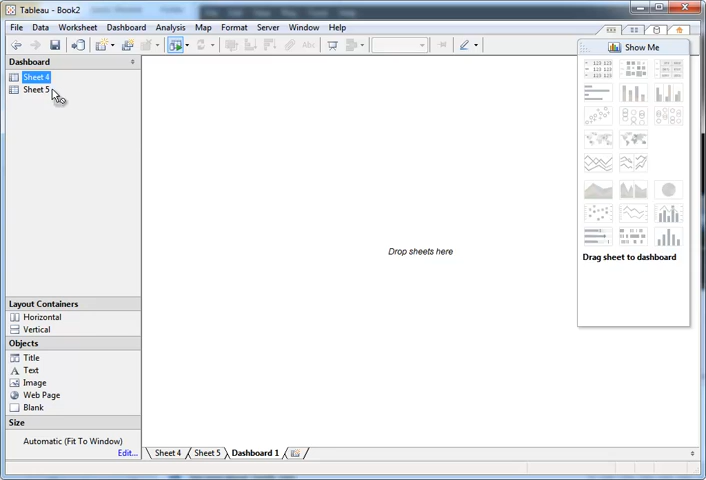 Tableau - Book2
File Data Worksheet Dashboard Analysis Map Format Server Window Help
Abc
Dashboard
Sheet 4
Sheet 5
Show Me
Drop sheets here
Drag sheet to dashboard
Layout Containers
Horizontal
Vertical
Objects
Title
Text
Image
Web Page
Blank
Size
Automatic (Fit To Window)
Edit...
Sheet 4 Sheet 5 Dashboard 1